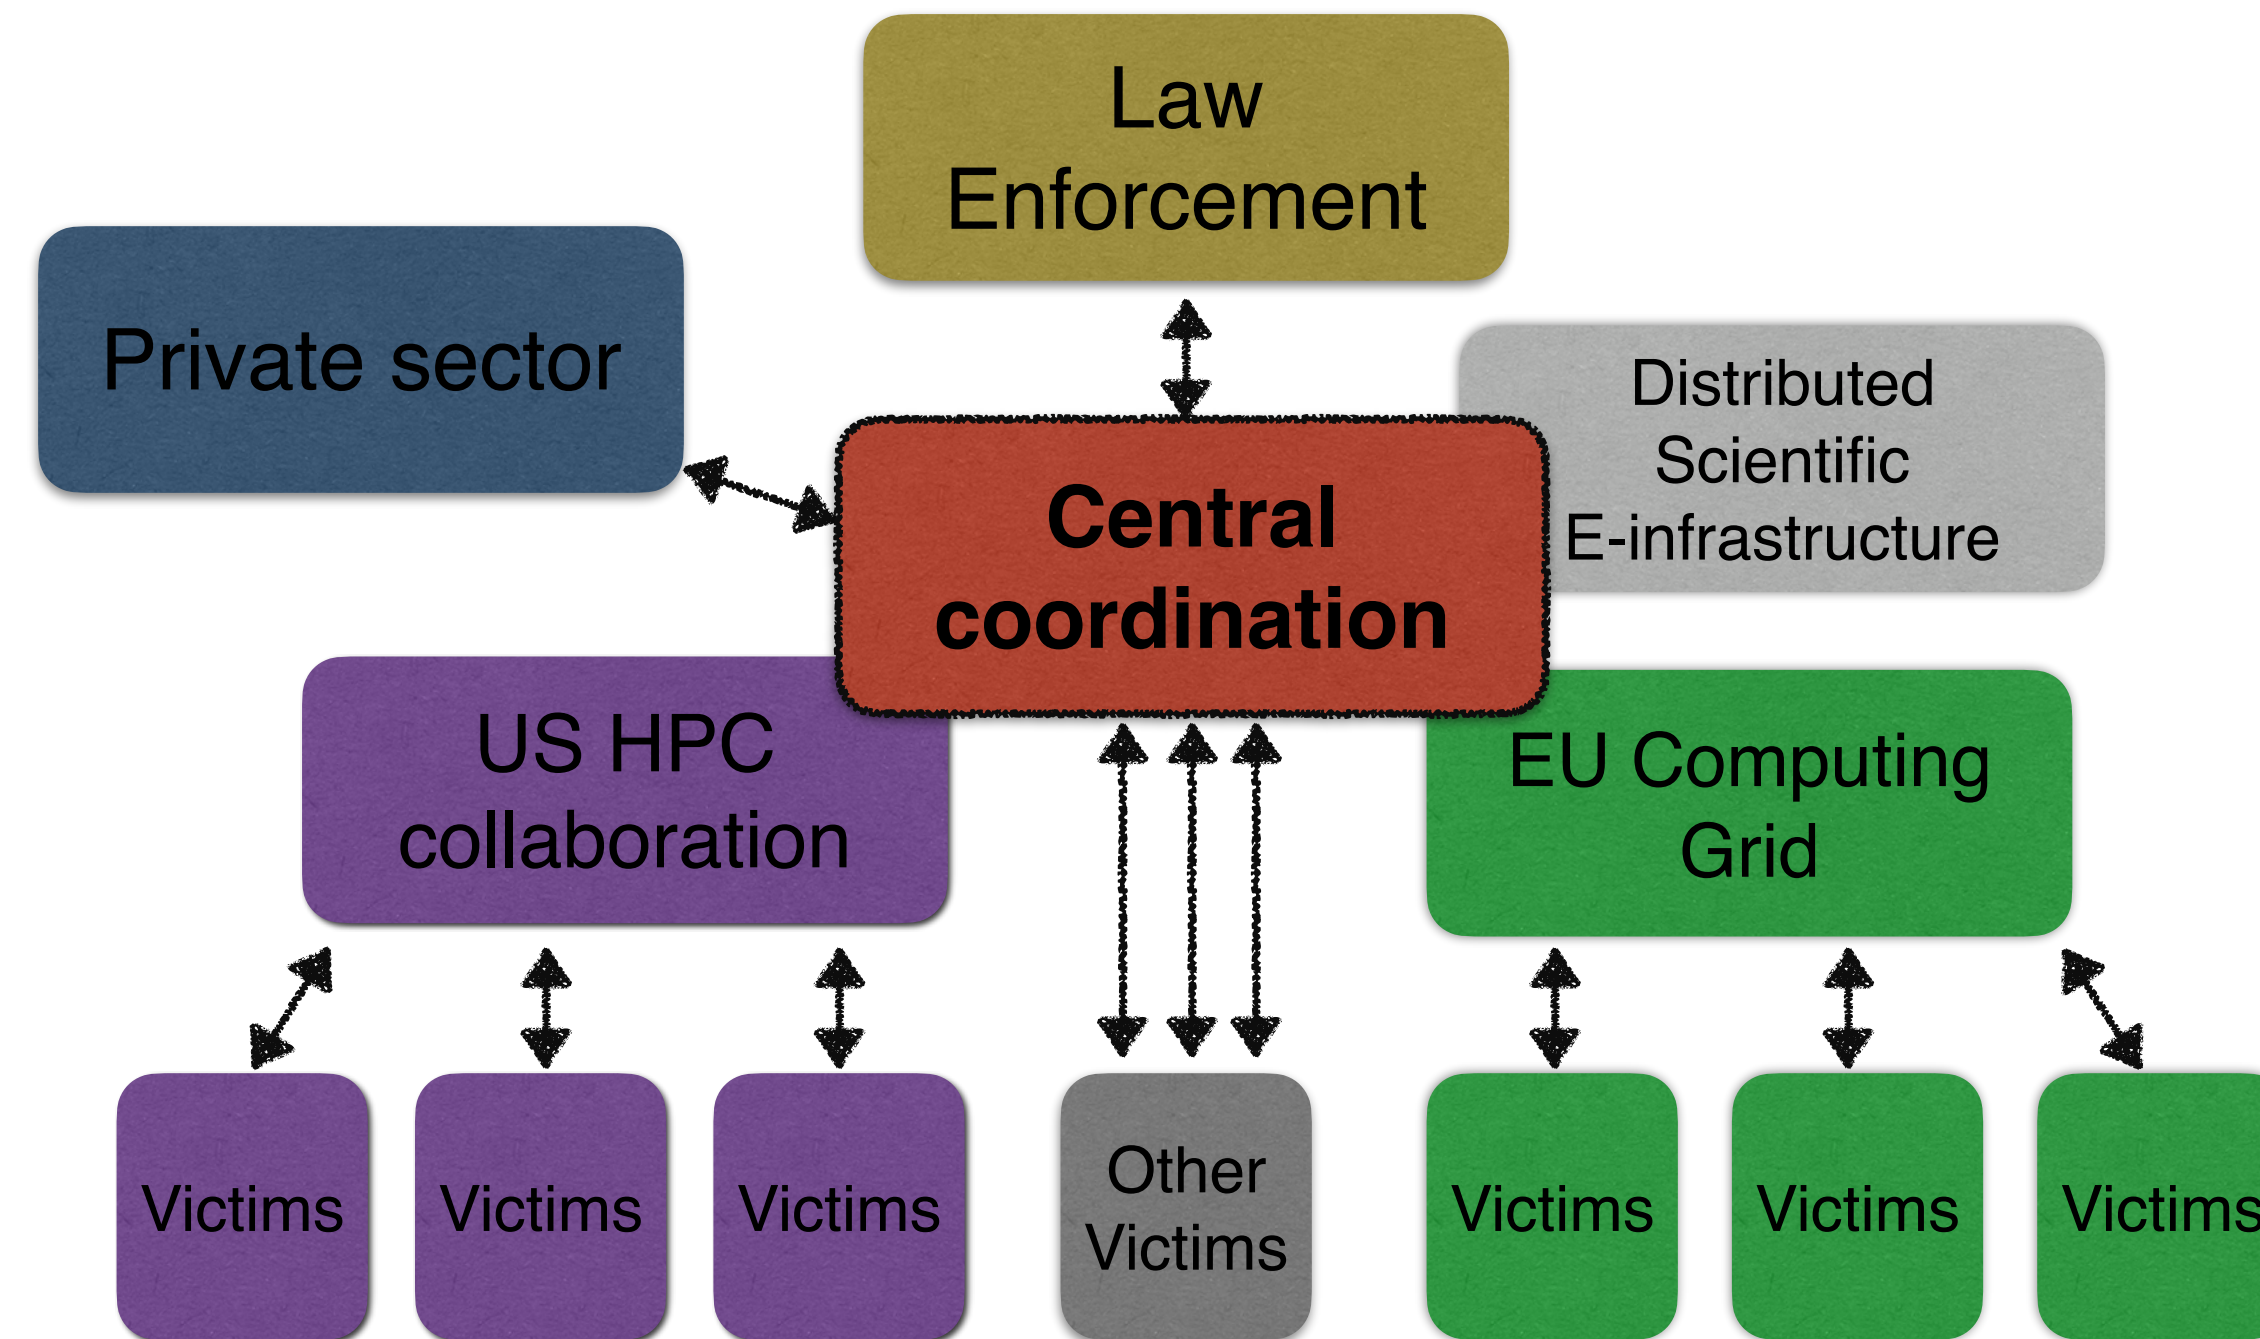 Law
Enforcement
Private sector
Distributed
Scientific
E-infrastructure
Central
coordination
US HPC
collaboration
EU Computing
Grid
Victims
Victims
Victims
Other
Victims
Victims
Victims
Victims